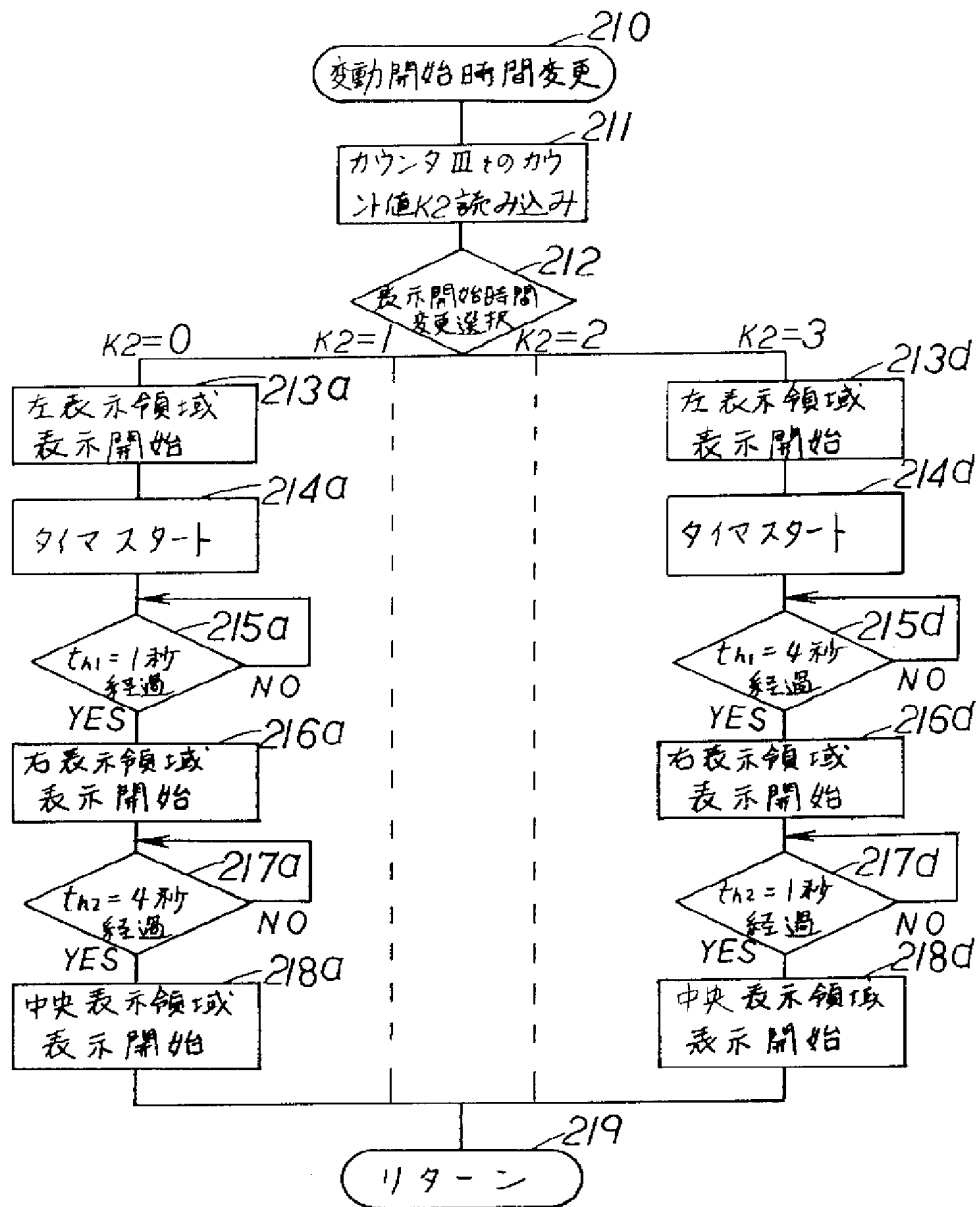 210
変動開始時間変更
211
カウンタⅢtのカウ
ント値K2読み込み
212
表示開始時間
変更選択
K2=0
K2=1
K2=2
K2=3
213a
左表示領域
表示開始
214a
タイマスタート
215a
th1=1秒
経過
NO
YES
216a
右表示領域
表示開始
217a
th2=4秒
経過
NO
YES
218a
中央表示領域
表示開始
213d
左表示領域
表示開始
214d
タイマスタート
215d
th1=4秒
経過
NO
YES
216d
右表示領域
表示開始
217d
th2=1秒
経過
NO
YES
218d
中央表示領域
表示開始
219
リターン